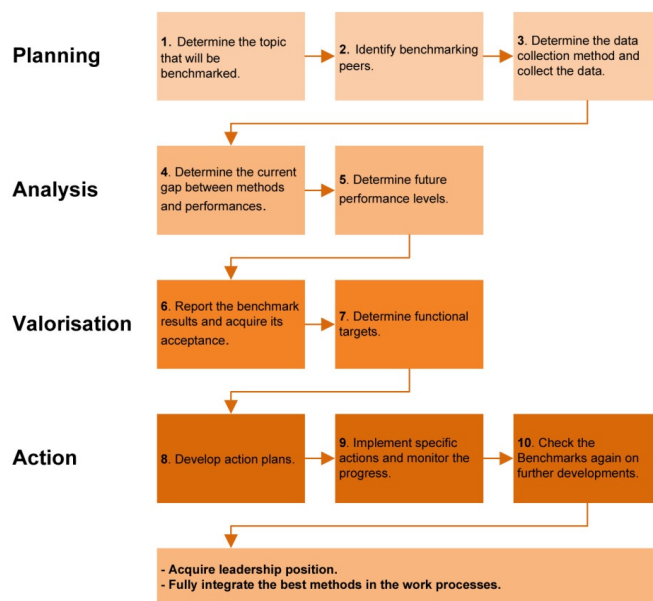 Planning
1. Determine the topic
that will be
benchmarked.
2. Identify benchmarking
peers.
3. Determine the data
collection method and
collect the data.
Analysis
4. Determine the current
gap between methods
and performances.
5. Determine future
performance levels.
Valorisation
6. Report the benchmark
results and acquire its
acceptance.
7. Determine functional
targets.
Action
8. Develop action plans.
9. Implement specific
actions and monitor the
progress.
10. Check the
Benchmarks again on
further developments.
- Acquire leadership position.
- Fully integrate the best methods in the work processes.